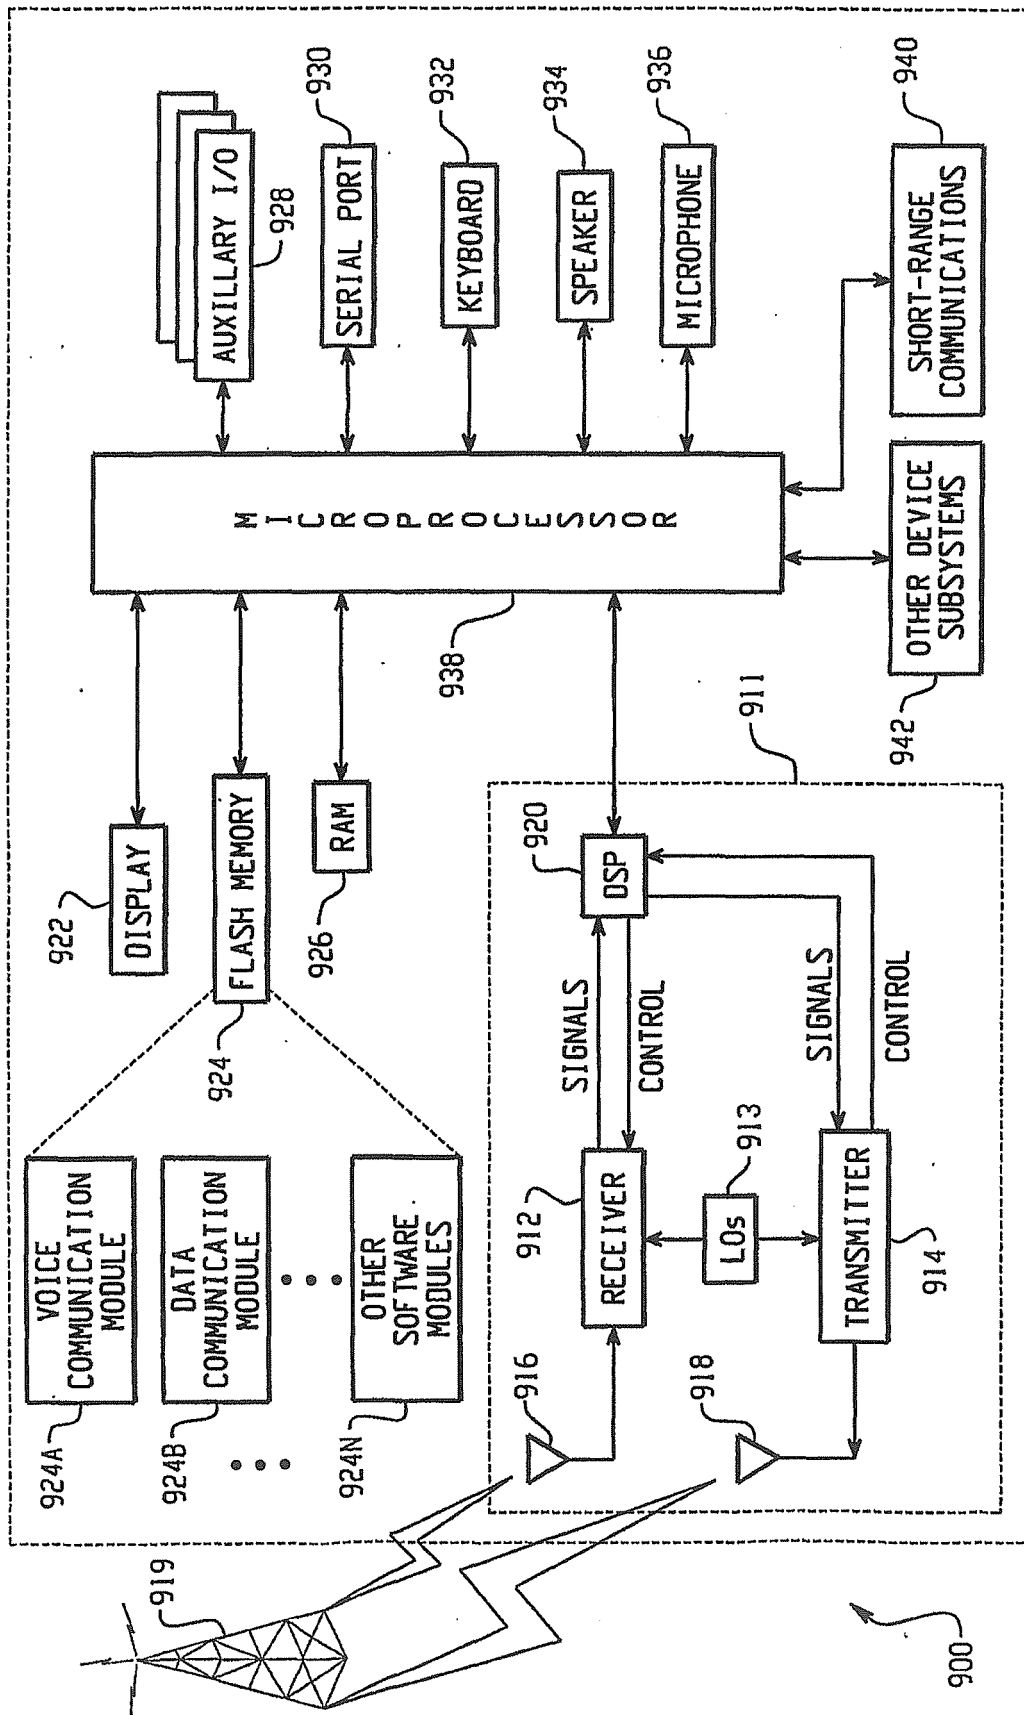 919
900
924A
VOICE
COMMUNICATION
MODULE
924B
DATA
COMMUNICATION
MODULE
924N
OTHER
SOFTWARE
MODULES
922
DISPLAY
924
FLASH MEMORY
926
RAM
938
MICROPROCESSOR
AUXILLARY I/O
928
SERIAL PORT
930
KEYBOARD
932
SPEAKER
934
MICROPHONE
936
SHORT-RANGE
COMMUNICATIONS
940
OTHER DEVICE
SUBSYSTEMS
942
911
916
912
RECEIVER
SIGNALS
CONTROL
920
DSP
913
LOs
918
TRANSMITTER
914
SIGNALS
CONTROL